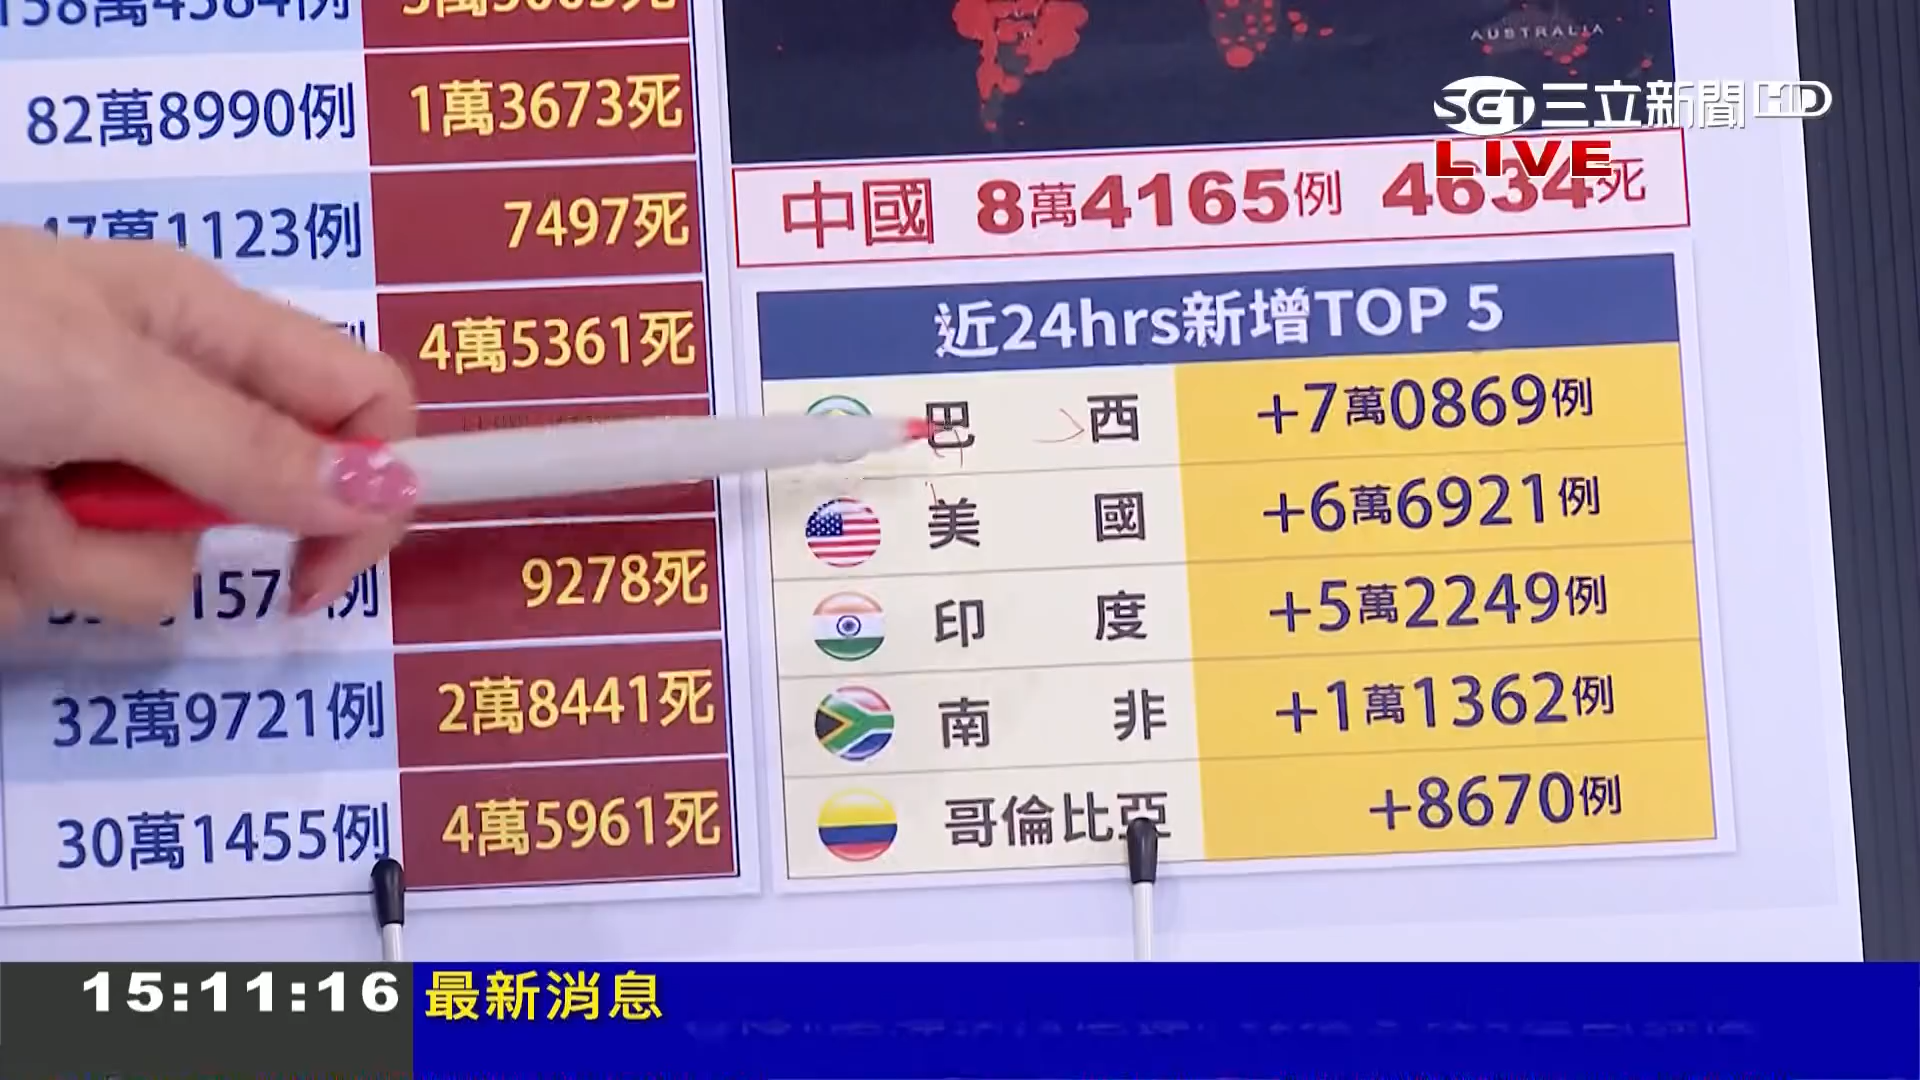 82萬8990例 1萬3673死
1123例 7497死
4萬5361死
157 例 9278死
32萬9721例 2萬8441死
30萬1455例 4萬5961死
AUSTRALIA
SET三立新聞HD
LIVE
中國 8萬4165例 4634死
近24hrs新增TOP 5
巴西 +7萬0869例
美國 +6萬6921例
印度 +5萬2249例
南非 +1萬1362例
哥倫比亞 +8670例
15:11:16 最新消息